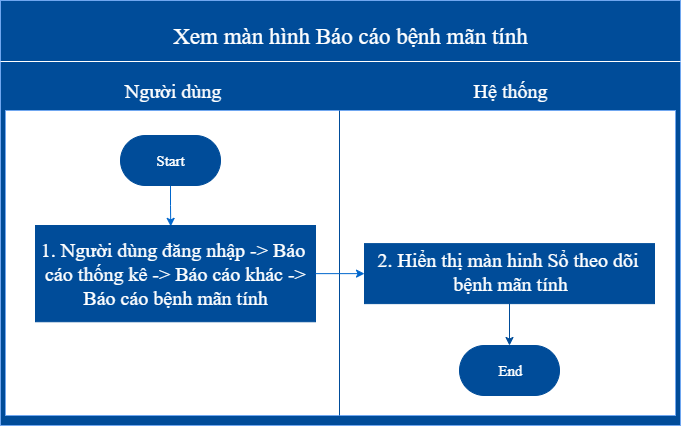 Xem màn hình Báo cáo bệnh mãn tính
Người dùng
Hệ thống
Start
1. Người dùng đăng nhập -> Báo
cáo thống kê -> Báo cáo khác ->
Báo cáo bệnh mãn tính
2. Hiển thị màn hinh Sổ theo dõi
bệnh mãn tính
End